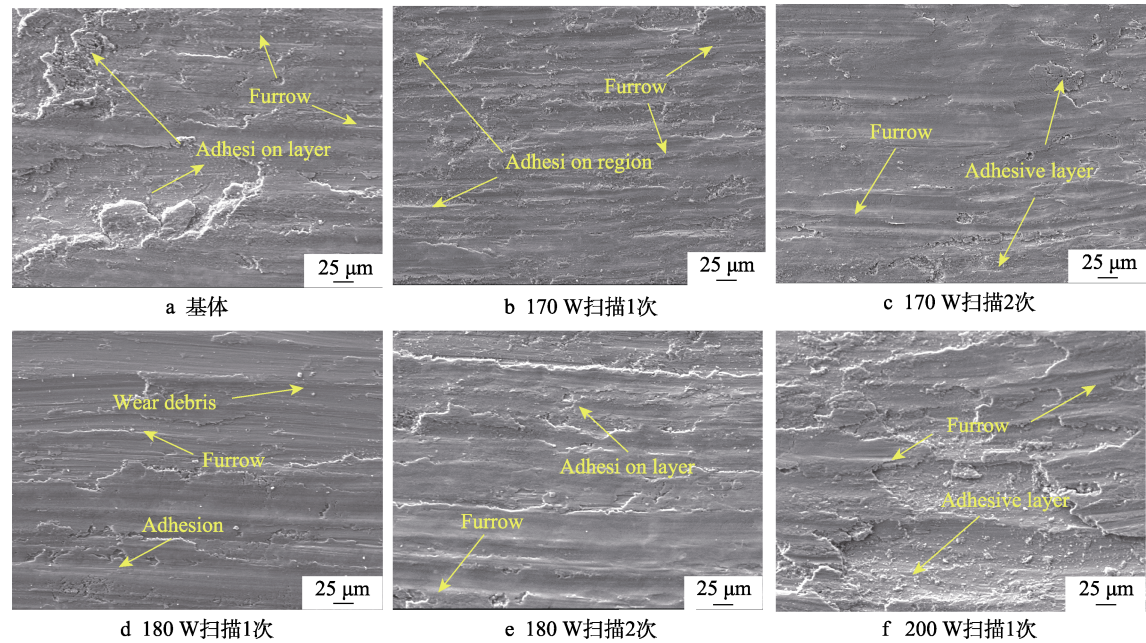 Furrow
Adhesi on layer
25 μm
a 基体
Furrow
Adhesi on region
25 μm
b 170 W扫描1次
Furrow
Adhesive layer
25 μm
c 170 W扫描2次
Wear debris
Furrow
Adhesion
25 μm
d 180 W扫描1次
Adhesi on layer
Furrow
25 μm
e 180 W扫描2次
Furrow
Adhesive layer
25 μm
f 200 W扫描1次